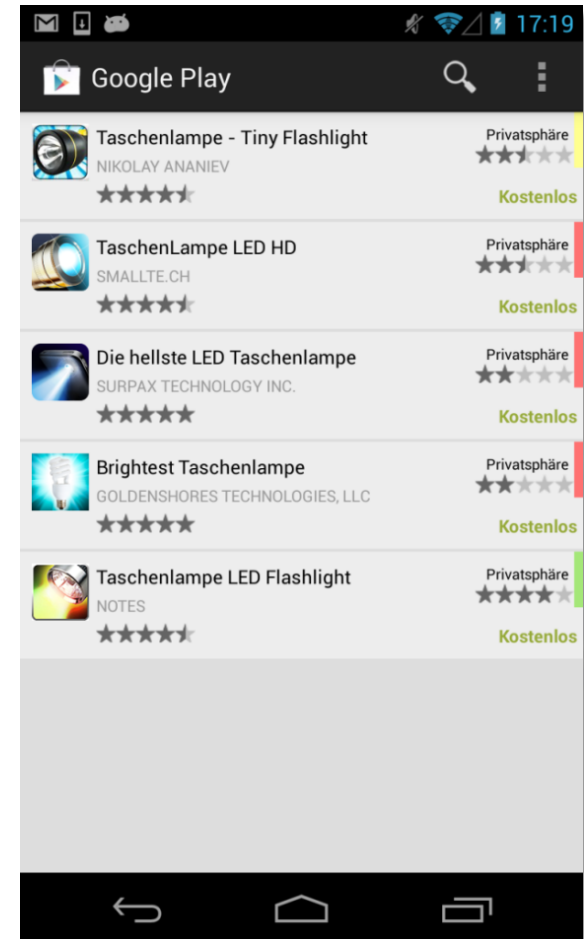 17:19
Google Play
Taschenlampe - Tiny Flashlight
Privatsphäre
NIKOLAY ANANIEV
Kostenlos
TaschenLampe LED HD
Privatsphäre
SMALLTE.CH
Kostenlos
Die hellste LED Taschenlampe
Privatsphäre
SURPAX TECHNOLOGY INC.
Kostenlos
Brightest Taschenlampe
Privatsphäre
GOLDENSHORES TECHNOLOGIES, LLC
Kostenlos
Taschenlampe LED Flashlight
Privatsphäre
NOTES
Kostenlos